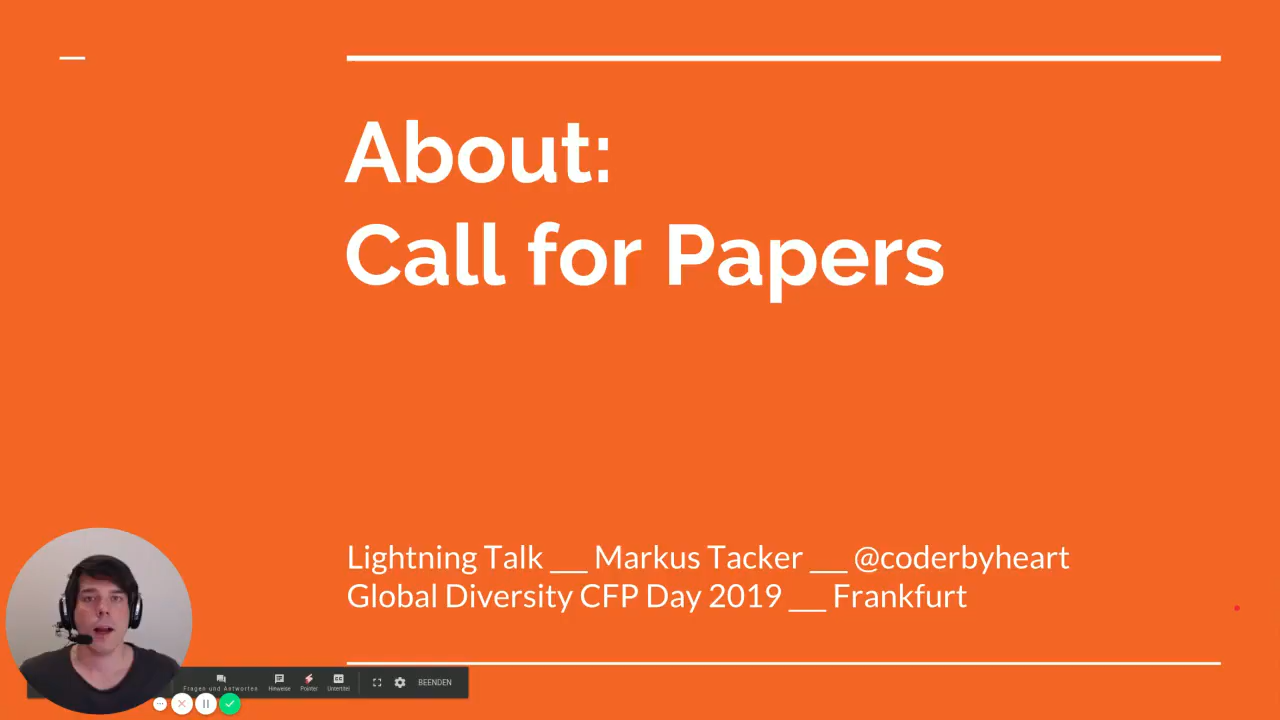 About:
Call for Papers
Lightning Talk ___ Markus Tacker ___ @coderbyheart
Global Diversity CFP Day 2019 ___ Frankfurt
Fragen und Antworten Hinweise Pointer Untertitel BEENDEN